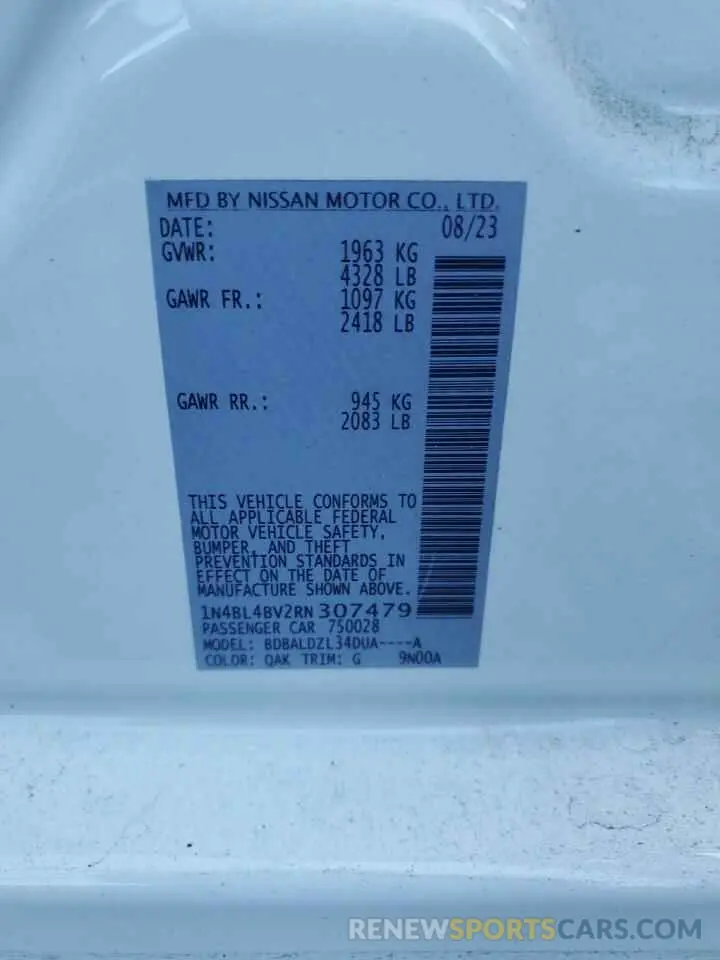 MFD BY NISSAN MOTOR CO., LTD.
DATE: 08/23
GVWR: 1963 KG
4328 LB
GAWR FR.: 1097 KG
2418 LB
GAWR RR.: 945 KG
2083 LB
THIS VEHICLE CONFORMS TO
ALL APPLICABLE FEDERAL
MOTOR VEHICLE SAFETY,
BUMPER, AND THEFT
PREVENTION STANDARDS IN
EFFECT ON THE DATE OF
MANUFACTURE SHOWN ABOVE.
1N4BL4BV2RN307479
PASSENGER CAR 750028
MODEL: BDBALDZL34DUA----A
COLOR: QAK TRIM: G 9N00A
RENEWSPORTSCARS.COM